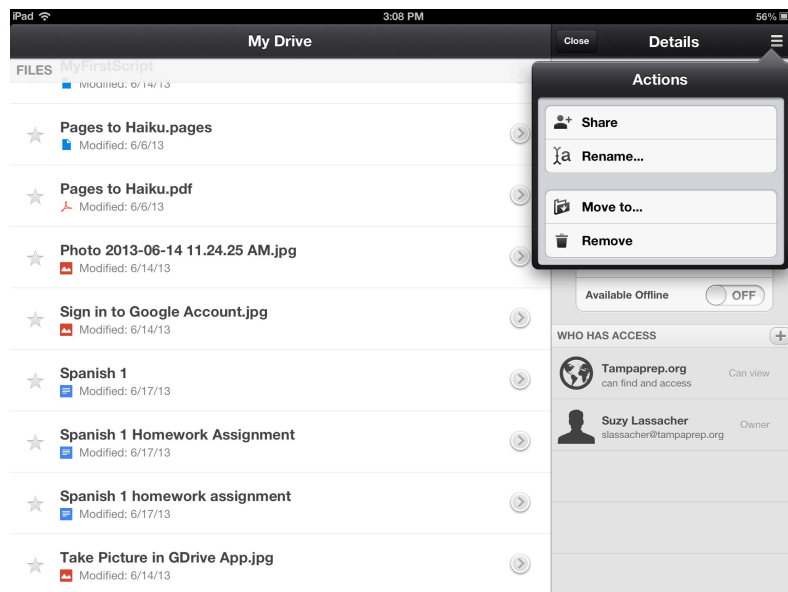 iPad 3:08 PM 56%
My Drive
Close Details
FILES MyFirstScript
Modified: 6/14/13
Pages to Haiku.pages
Modified: 6/6/13
Pages to Haiku.pdf
Modified: 6/6/13
Photo 2013-06-14 11.24.25 AM.jpg
Modified: 6/14/13
Sign in to Google Account.jpg
Modified: 6/14/13
Spanish 1
Modified: 6/17/13
Spanish 1 Homework Assignment
Modified: 6/17/13
Spanish 1 homework assignment
Modified: 6/17/13
Take Picture in GDrive App.jpg
Modified: 6/14/13
Actions
Share
Rename...
Move to...
Remove
Available Offline OFF
WHO HAS ACCESS
Tampaprep.org Can view
can find and access
Suzy Lassacher Owner
slassacher@tampaprep.org